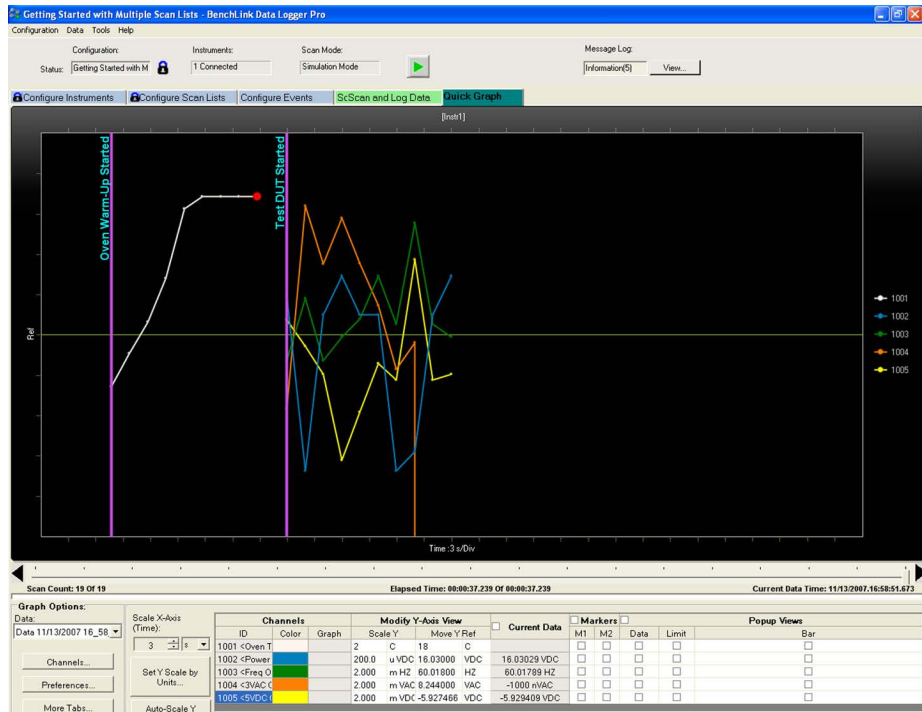 Getting Started with Multiple Scan Lists - BenchLink Data Logger Pro
Configuration Data Tools Help
Configuration: Instruments: Scan Mode: Message Log:
Status: Getting Started with M 1 Connected Simulation Mode Information(5) View...
Configure Instruments Configure Scan Lists Configure Events ScScan and Log Data Quick Graph
[Instr1]
Oven Warm-Up Started
Test DUT Started
Ref
1001
1002
1003
1004
1005
Time :3 s/Div
Scan Count: 19 Of 19 Elapsed Time: 00:00:37.239 Of 00:00:37.239 Current Data Time: 11/13/2007.16:58:51.673
Graph Options:
Data:
Data 11/13/2007 16_58_
Channels...
Preferences...
More Tabs...
Scale X-Axis
(Time):
3 s
Set Y Scale by
Units...
Auto-Scale Y
Channels Modify Y-Axis View Current Data Markers Popup Views
ID Color Graph Scale Y Move Y Ref M1 M2 Data Limit Bar
1001 <Oven T 2 C 18 C
1002 <Power 200.0 u VDC 16.03000 VDC 16.03029 VDC
1003 <Freq O 2.000 m HZ 60.01800 HZ 60.01789 HZ
1004 <3VAC 2.000 m VAC 8.244000 VAC -1000 nVAC
1005 <5VDC 2.000 m VDC -5.927466 VDC -5.929409 VDC